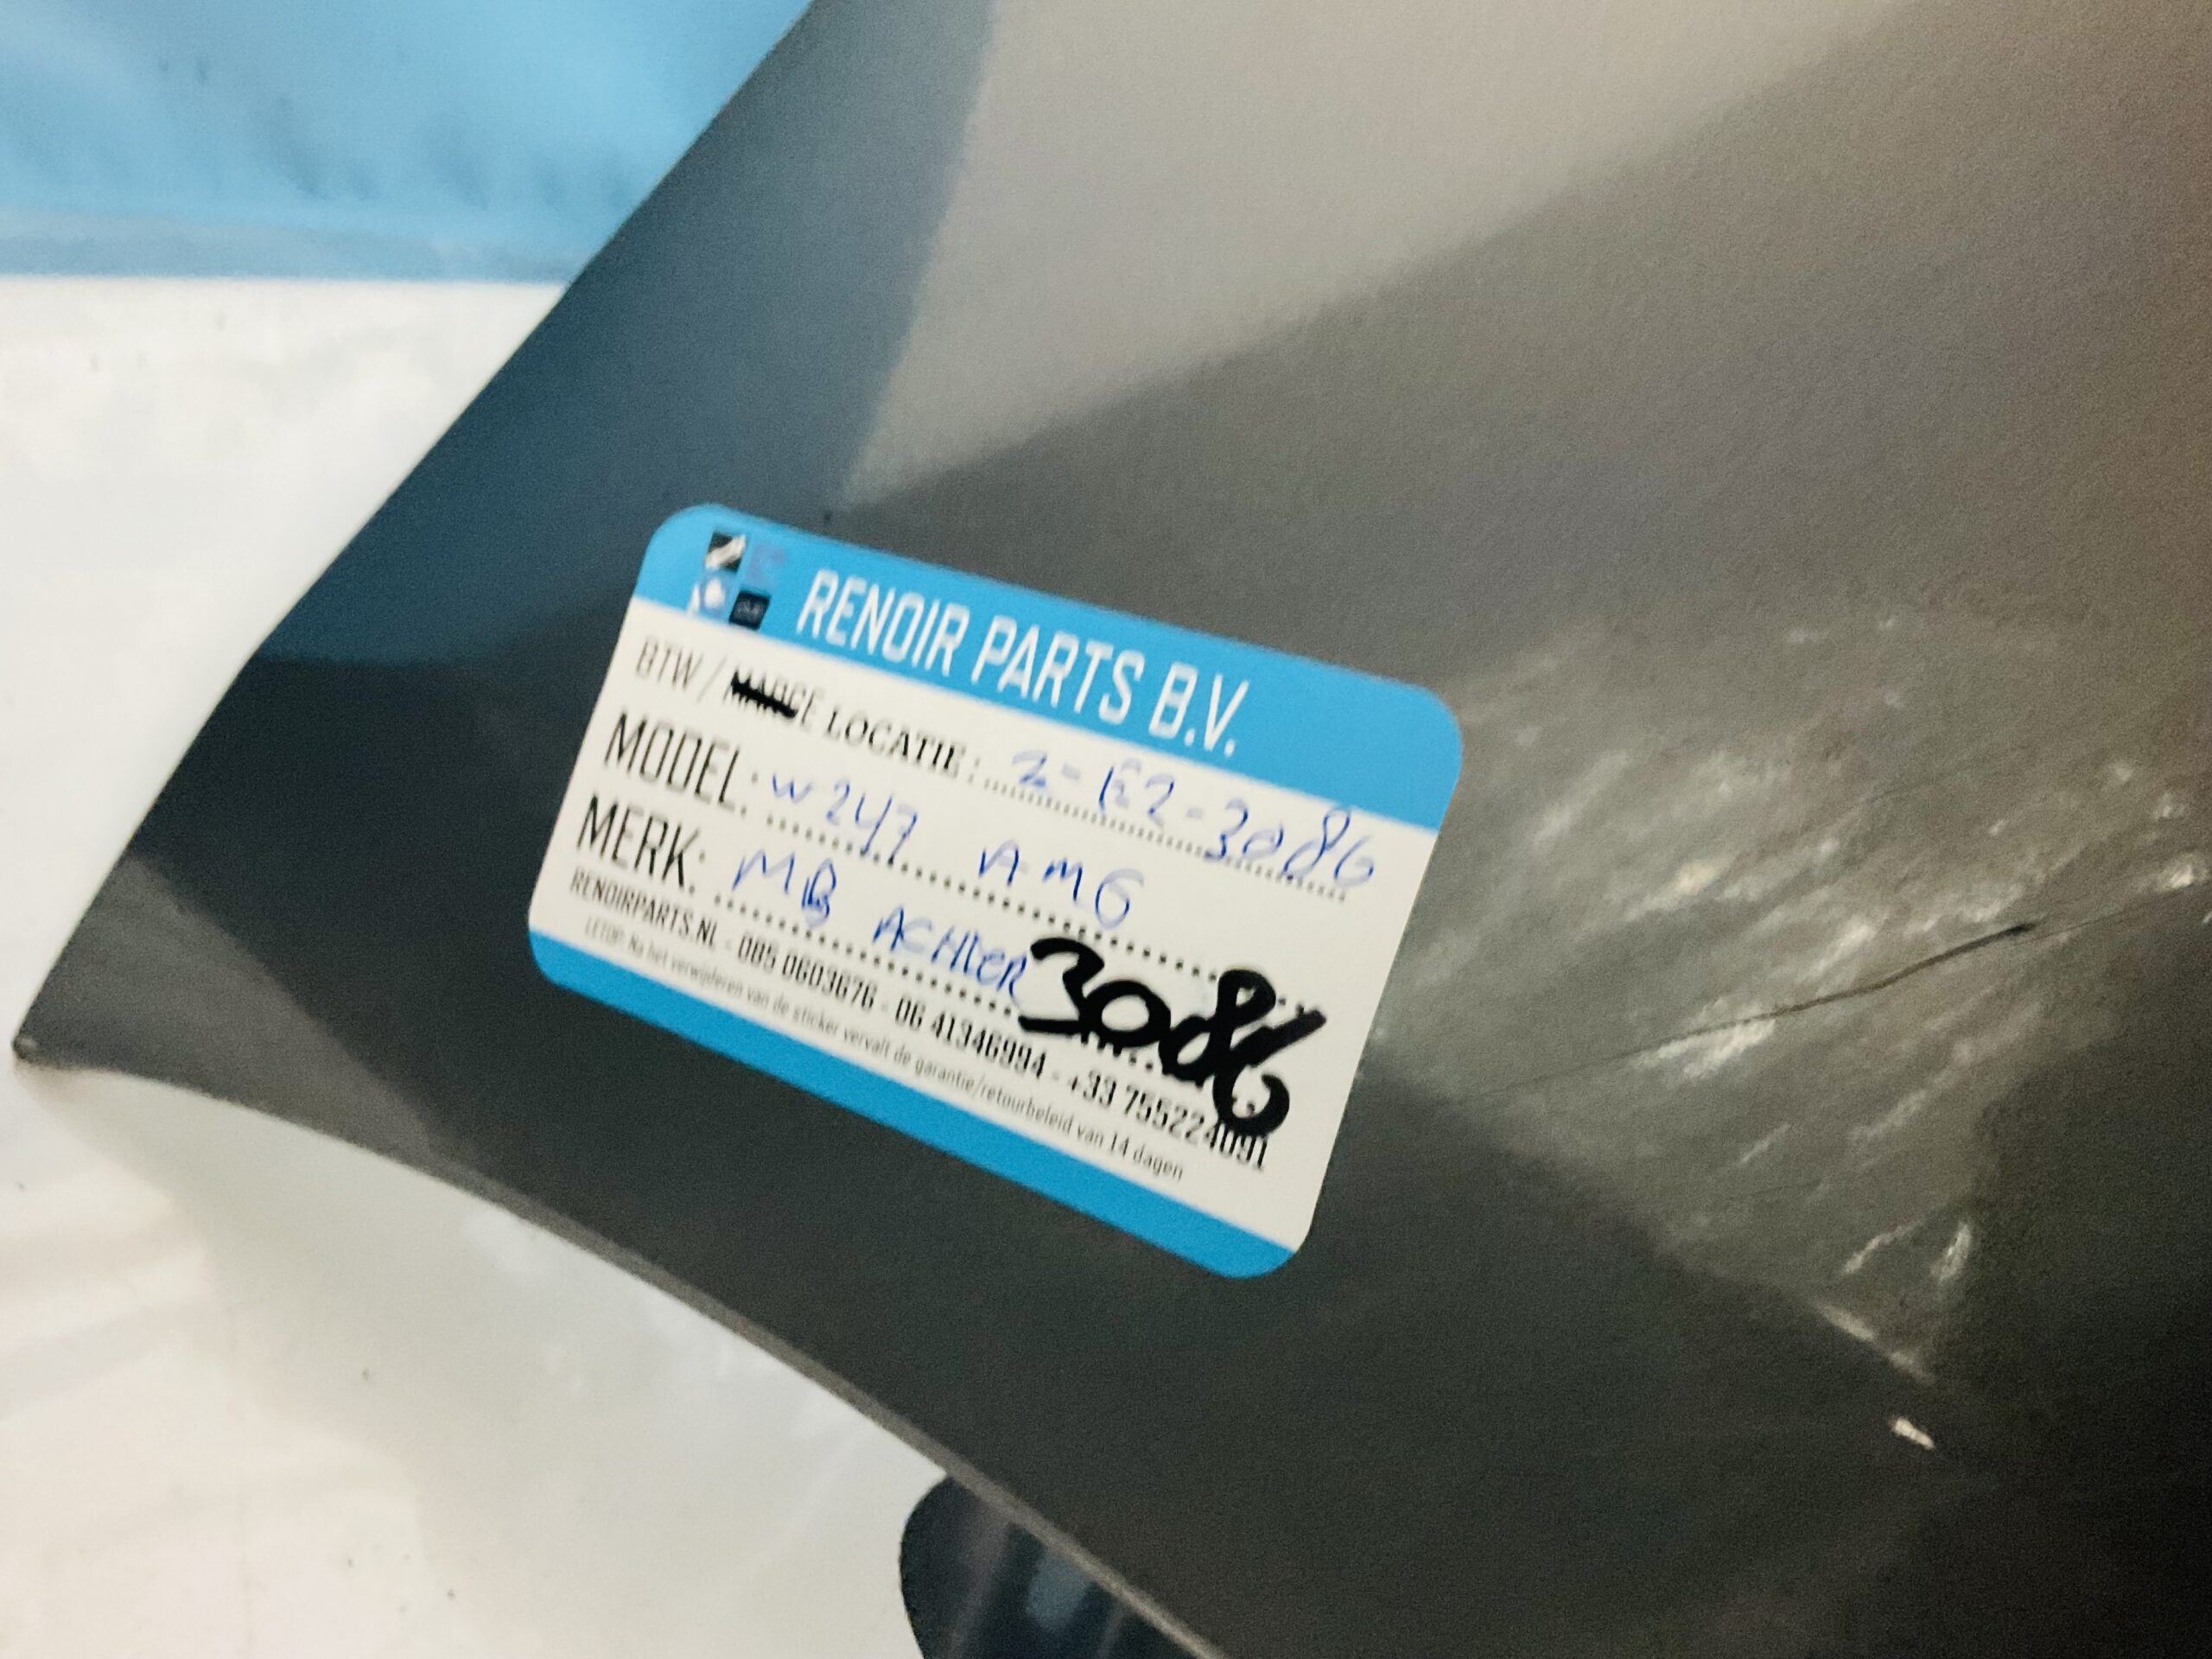 RENOIR PARTS B.V.
BTW / MARGE LOCATIE: 2-E2-3086
MODEL: W247 AMG
MERK: MB ACHTER 3086
RENOIRPARTS.NL - 085 0603676 - 06 41346994 - +33 755224091
LETOP: Na het verwijderen van de sticker vervalt de garantie/retourbeleid van 14 dagen